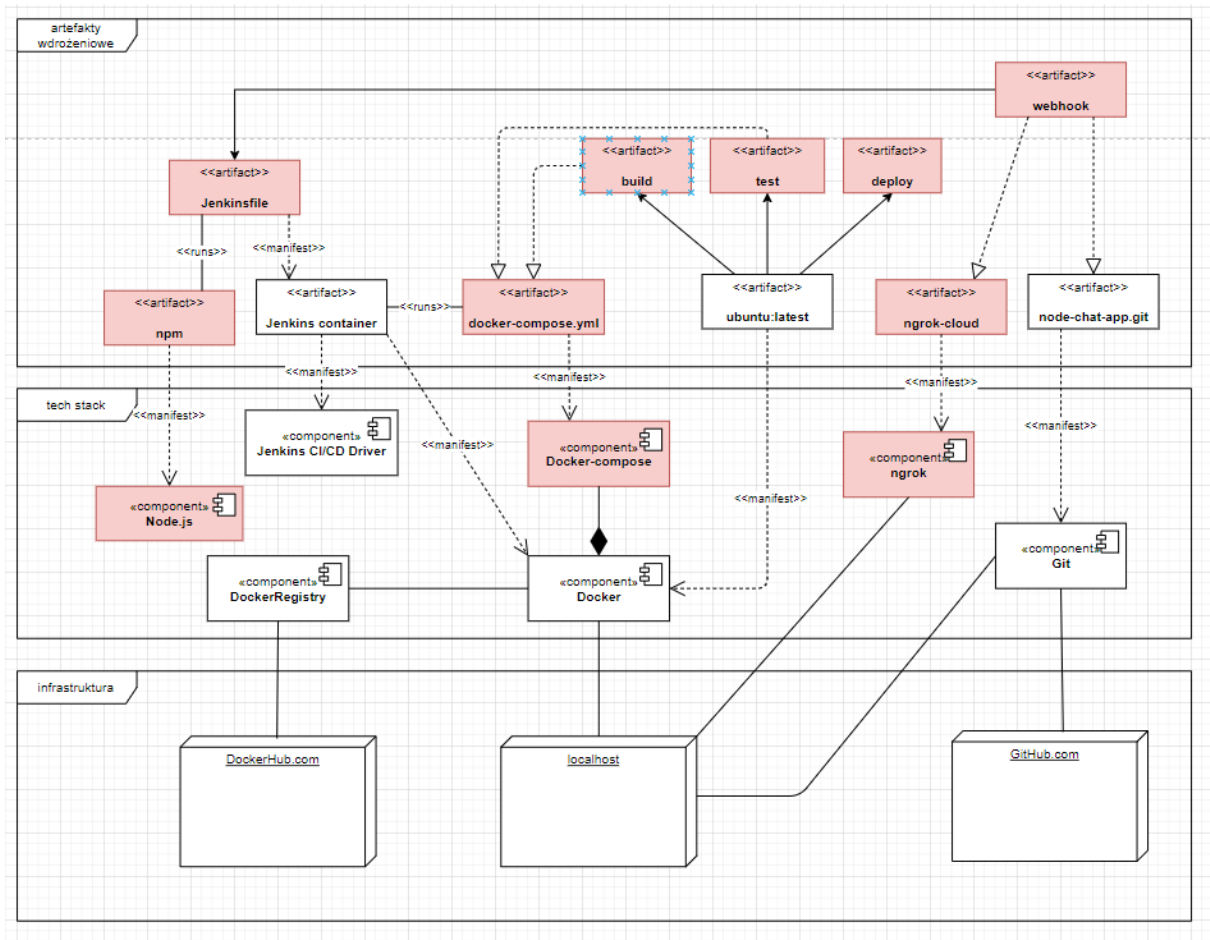 artefakty
wdrożeniowe
<<artifact>>
webhook
<<artifact>>
build
<<artifact>>
test
<<artifact>>
deploy
<<artifact>>
Jenkinsfile
<<runs>>
<<manifest>>
<<artifact>>
npm
<<artifact>>
Jenkins container
<<runs>>
<<artifact>>
docker-compose.yml
<<artifact>>
ubuntu:latest
<<artifact>>
ngrok-cloud
<<artifact>>
node-chat-app.git
<<manifest>>
<<manifest>>
<<manifest>>
tech stack
<<manifest>>
«component»
Jenkins CI/CD Driver
<<manifest>>
«component»
Docker-compose
«component»
ngrok
<<manifest>>
«component»
Node.js
<<manifest>>
«component»
DockerRegistry
«component»
Docker
«component»
Git
infrastruktura
DockerHub.com
localhost
GitHub.com